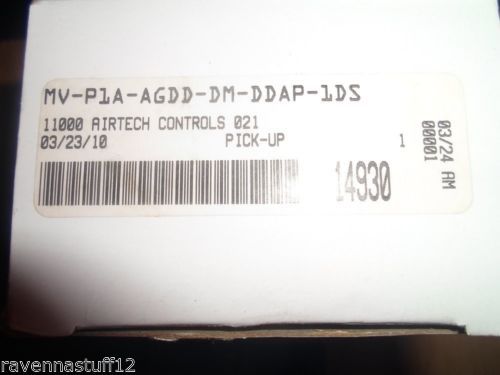 MV-P1A-AGDD-DM-DDAP-1DS
11000 AIRTECH CONTROLS 021
03/23/10 PICK-UP 1
14930
03/24 AM
00001
ravennastuff12